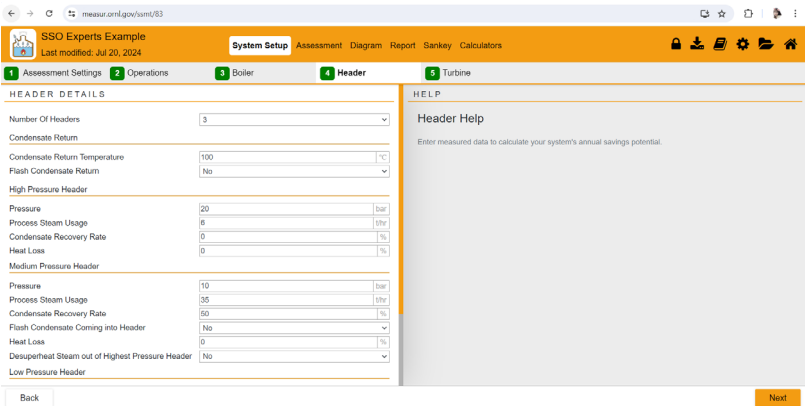 measur.ornl.gov/ssmt/83
SSO Experts Example
Last modified: Jul 20, 2024
System Setup Assessment Diagram Report Sankey Calculators
1 Assessment Settings 2 Operations 3 Boiler 4 Header 5 Turbine
HEADER DETAILS
Number Of Headers 3
Condensate Return
Condensate Return Temperature 100 °C
Flash Condensate Return No
High Pressure Header
Pressure 20 bar
Process Steam Usage 6 t/hr
Condensate Recovery Rate 0 %
Heat Loss 0 %
Medium Pressure Header
Pressure 10 bar
Process Steam Usage 35 t/hr
Condensate Recovery Rate 50 %
Flash Condensate Coming into Header No
Heat Loss 0 %
Desuperheat Steam out of Highest Pressure Header No
Low Pressure Header
HELP
Header Help
Enter measured data to calculate your system's annual savings potential.
Back Next